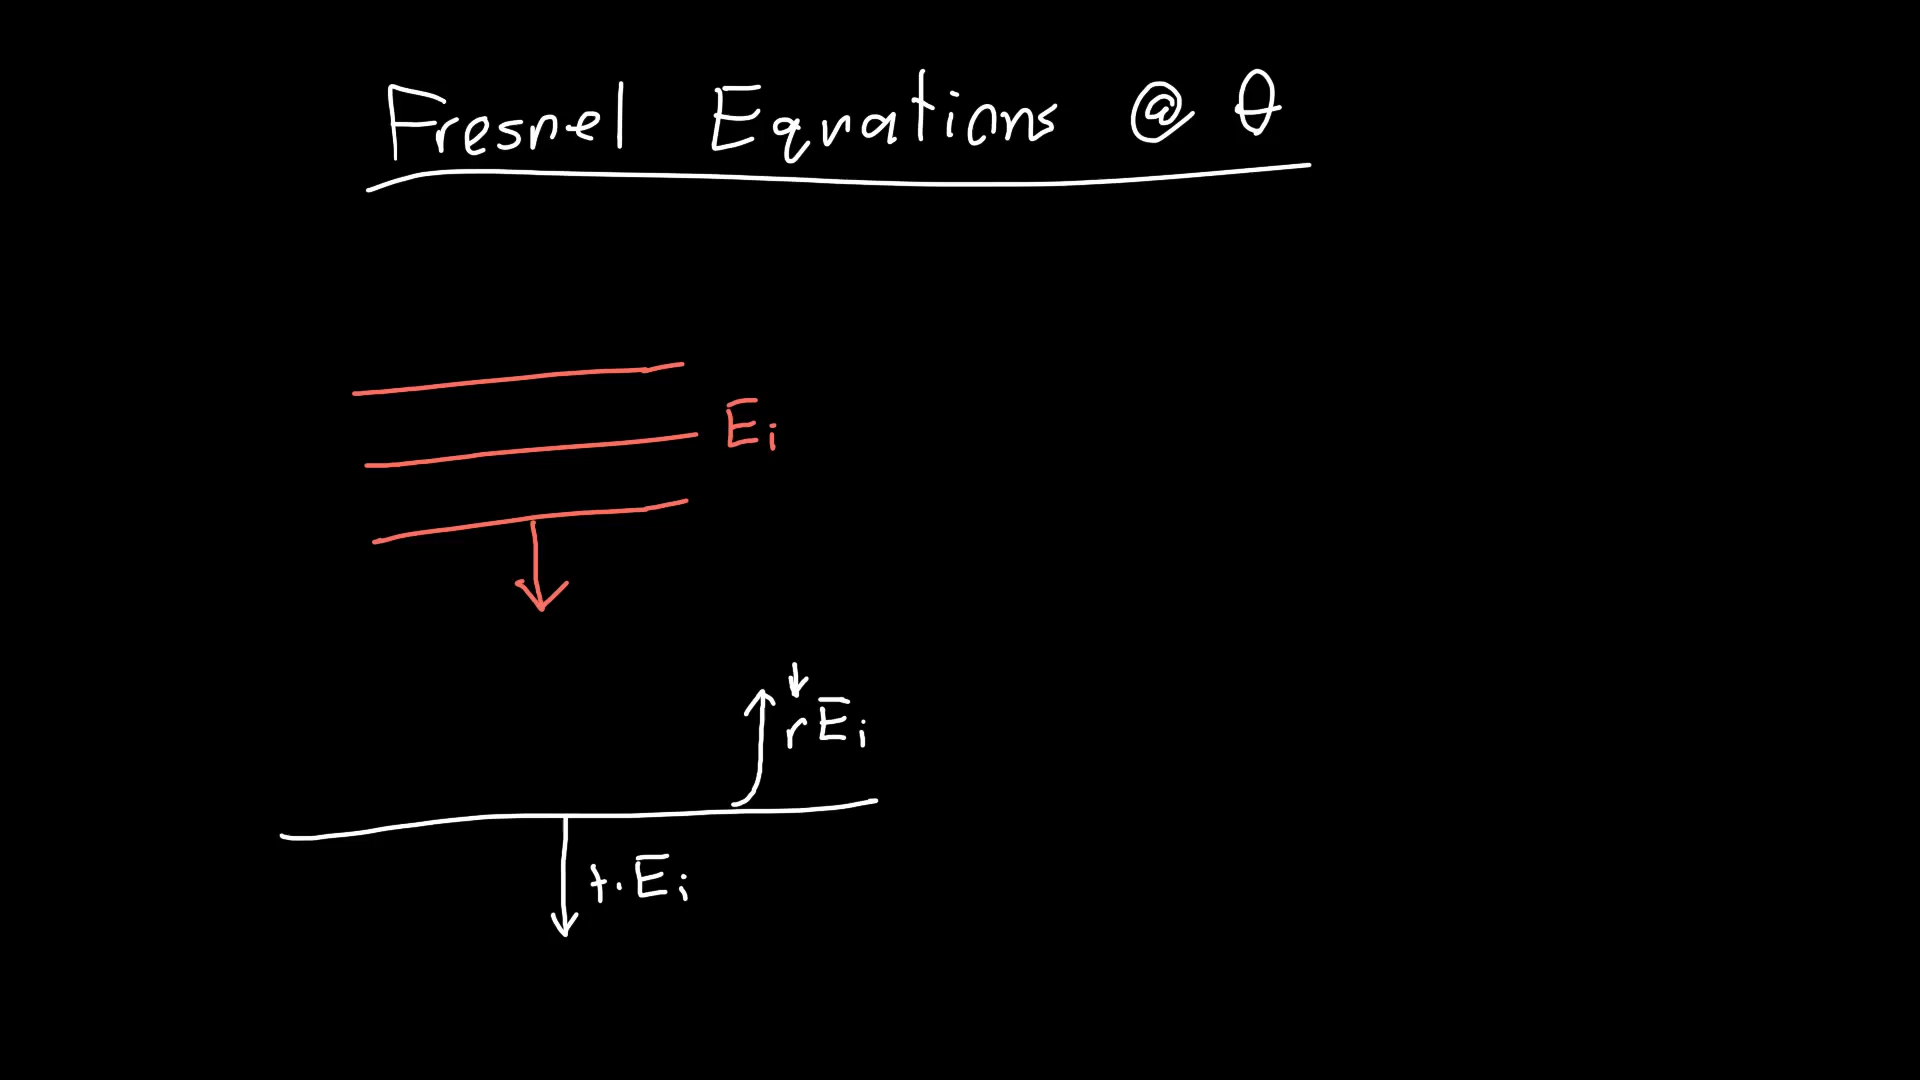 Fresnel Equations @ θ
Ei
rEi
t.Ei